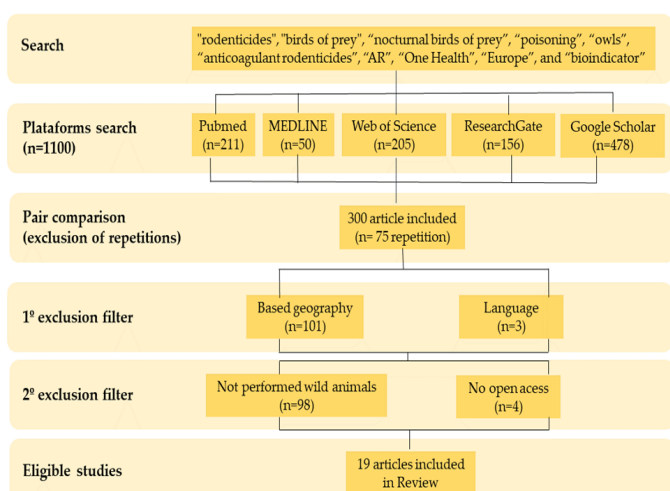 Search
"rodenticides", "birds of prey", “nocturnal birds of prey”, “poisoning”, “owls”,
“anticoagulant rodenticides”, “AR”, “One Health”, “Europe”, and “bioindicator”
Plataforms search
(n=1100)
Pubmed
(n=211)
MEDLINE
(n=50)
Web of Science
(n=205)
ResearchGate
(n=156)
Google Scholar
(n=478)
Pair comparison
(exclusion of repetitions)
300 article included
(n= 75 repetition)
1º exclusion filter
Based geography
(n=101)
Language
(n=3)
2º exclusion filter
Not performed wild animals
(n=98)
No open acess
(n=4)
Eligible studies
19 articles included
in Review